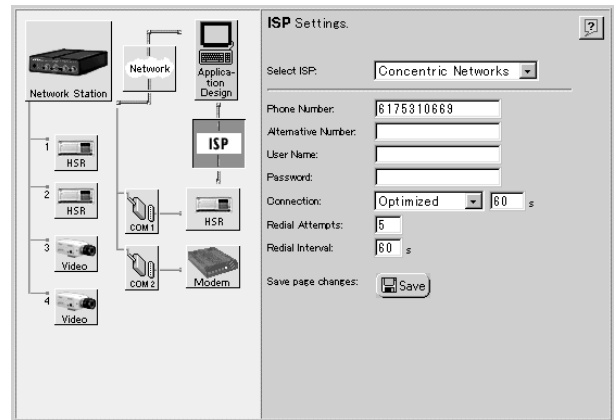 Network Station
Network
Applica-
tion
Design
ISP
1
HSR
2
HSR
3
Video
4
Video
COM 1
HSR
COM 2
Modem
ISP Settings.
?
Select ISP: Concentric Networks
Phone Number: 6175310669
Alternative Number:
User Name:
Password:
Connection: Optimized 60 s
Redial Attempts: 5
Redial Interval: 60 s
Save page changes: Save